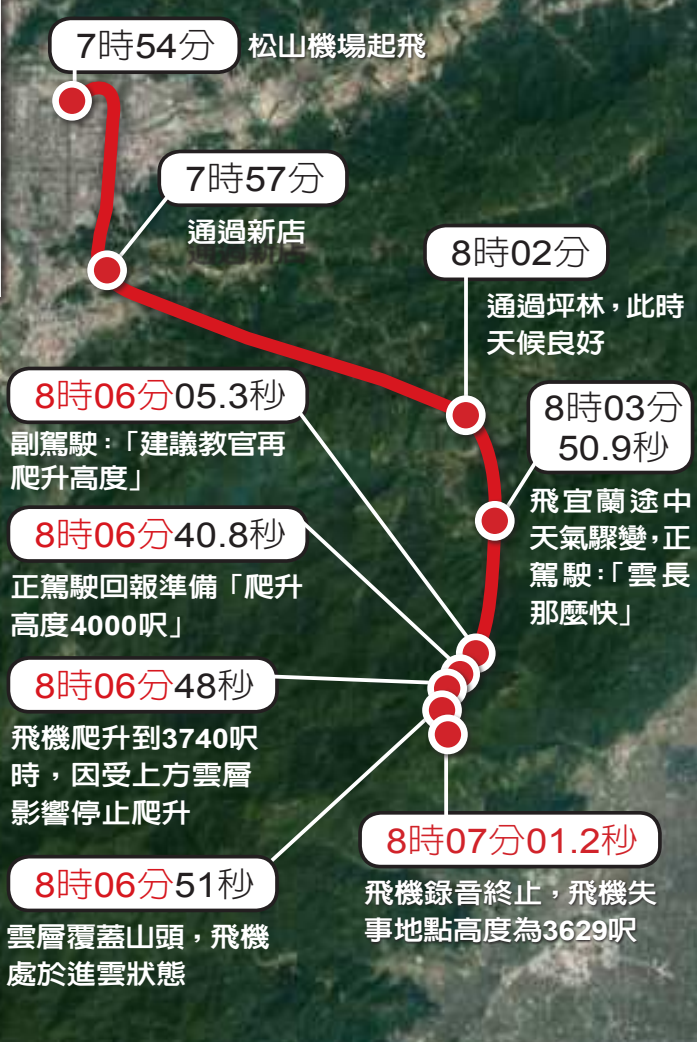 7時54分
松山機場起飛
7時57分
通過新店
8時02分
通過坪林，此時
天候良好
8時03分
50.9秒
飛宜蘭途中
天氣驟變，正
駕駛：「雲長
那麼快」
8時06分05.3秒
副駕駛：「建議教官再
爬升高度」
8時06分40.8秒
正駕駛回報準備「爬升
高度4000呎」
8時06分48秒
飛機爬升到3740呎
時，因受上方雲層
影響停止爬升
8時06分51秒
雲層覆蓋山頭，飛機
處於進雲狀態
8時07分01.2秒
飛機錄音終止，飛機失
事地點高度為3629呎